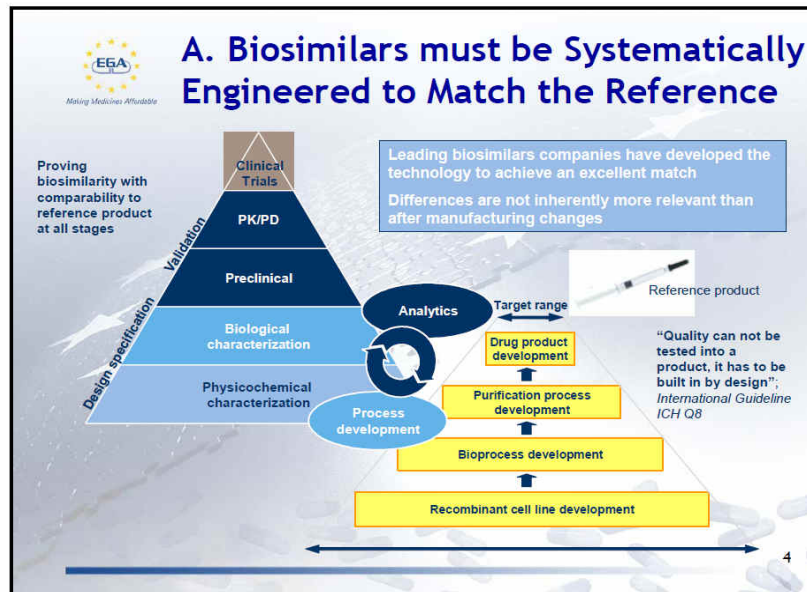 EGA
Making Medicines Affordable
A. Biosimilars must be Systematically
Engineered to Match the Reference
Proving
biosimilarity with
comparability to
reference product
at all stages
Clinical
Trials
PK/PD
Preclinical
Biological
characterization
Physicochemical
characterization
Validation
Design specification
Leading biosimilars companies have developed the
technology to achieve an excellent match
Differences are not inherently more relevant than
after manufacturing changes
Analytics
Process
development
Target range
Reference product
Drug product
development
Purification process
development
Bioprocess development
Recombinant cell line development
“Quality can not be
tested into a
product, it has to be
built in by design”;
International Guideline
ICH Q8
4